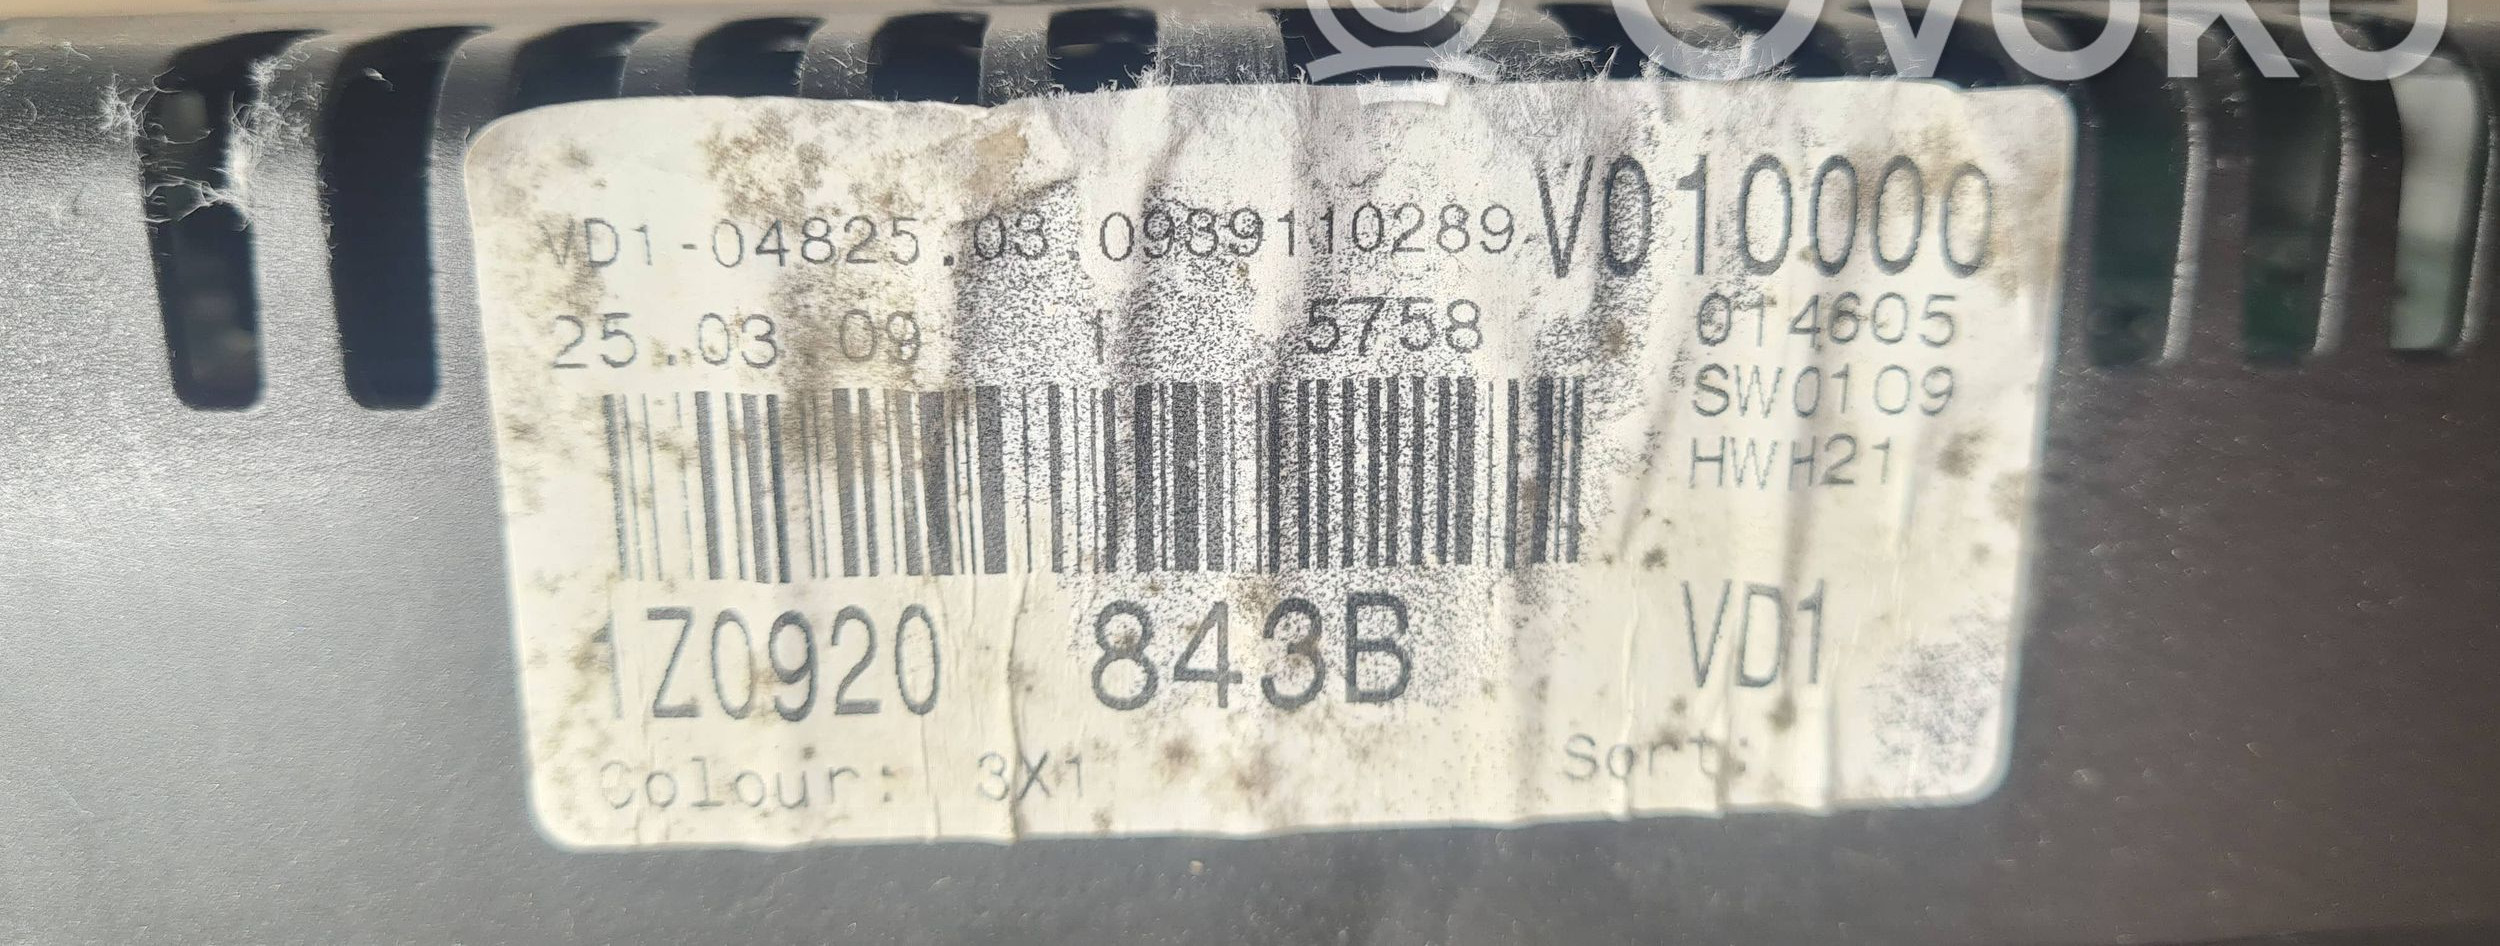 OVOKO
VD1-04825.03.0939110289 V010000
25.03 09 1 5758 014605
SW0109
HWH21
1Z0920 843B VD1
Colour: 3X1 Sort: